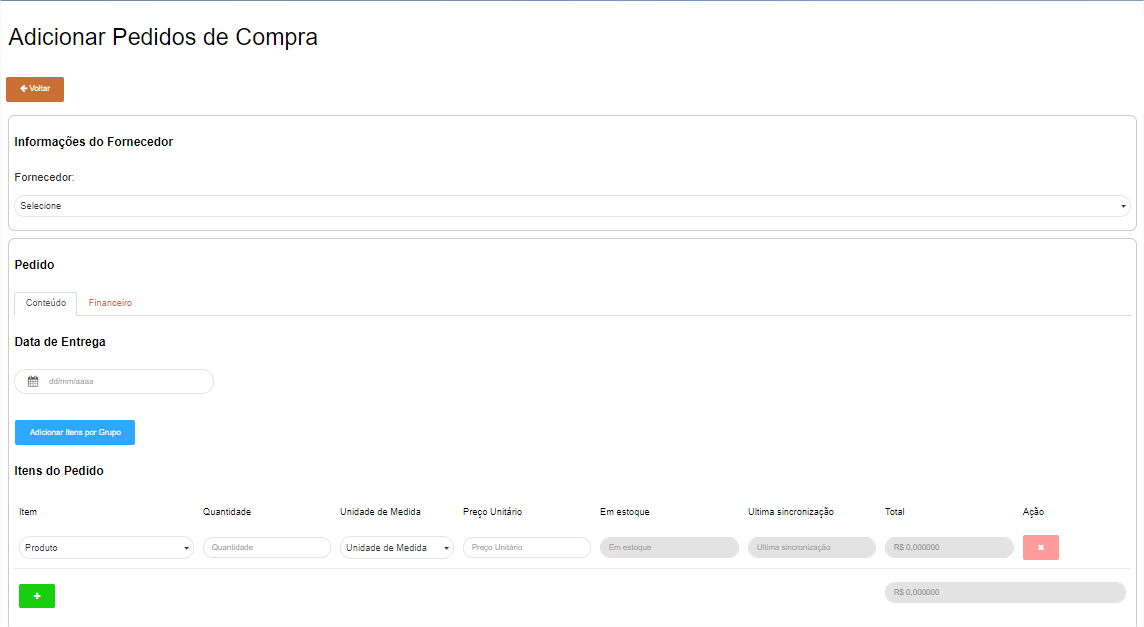 Adicionar Pedidos de Compra
Voltar
Informações do Fornecedor
Fornecedor:
Selecione
Pedido
Conteúdo Financeiro
Data de Entrega
dd/mm/aaaa
Adicionar Itens por Grupo
Itens do Pedido
Item Quantidade Unidade de Medida Preço Unitário Em estoque Ultima sincronização Total Ação
Produto Quantidade Unidade de Medida Preço Unitário Em estoque Ultima sincronização R$ 0,000000
R$ 0,000000